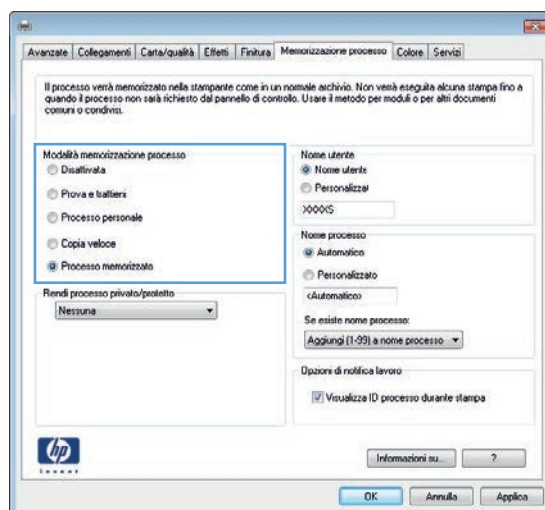 Avanzate Collegamenti Carta/qualità Effetti Finitura Memorizzazione processo Colore Servizi
Il processo verrà memorizzato nella stampante come in un normale archivio. Non verrà eseguita alcuna stampa fino a
quando il processo non sarà richiesto dal pannello di controllo. Usare il metodo per moduli o per altri documenti
comuni o condivisi.
Modalità memorizzazione processo
Disattivata
Prova e trattieni
Processo personale
Copia veloce
Processo memorizzato
Rendi processo privato/protetto
Nessuna
Nome utente
Nome utente
Personalizzat
XXXXS
Nome processo
Automatico
Personalizzato
<Automatico>
Se esiste nome processo:
Aggiungi (1-99) a nome processo
Opzioni di notifica lavoro
Visualizza ID processo durante stampa
hp
invent
Informazioni su... ?
OK Annulla Applica